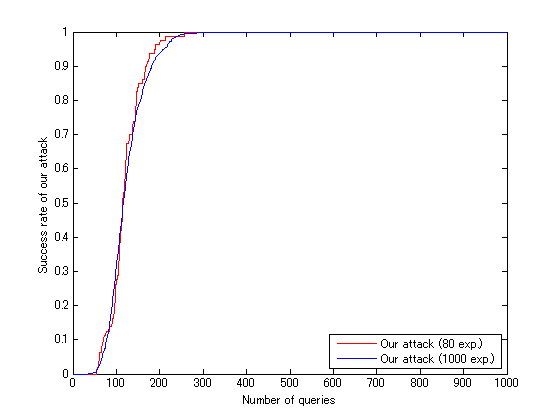 1
0.9
0.8
0.7
0.6
0.5
0.4
0.3
0.2
0.1
0
Success rate of our attack
0 100 200 300 400 500 600 700 800 900 1000
Number of queries
Our attack (80 exp.)
Our attack (1000 exp.)